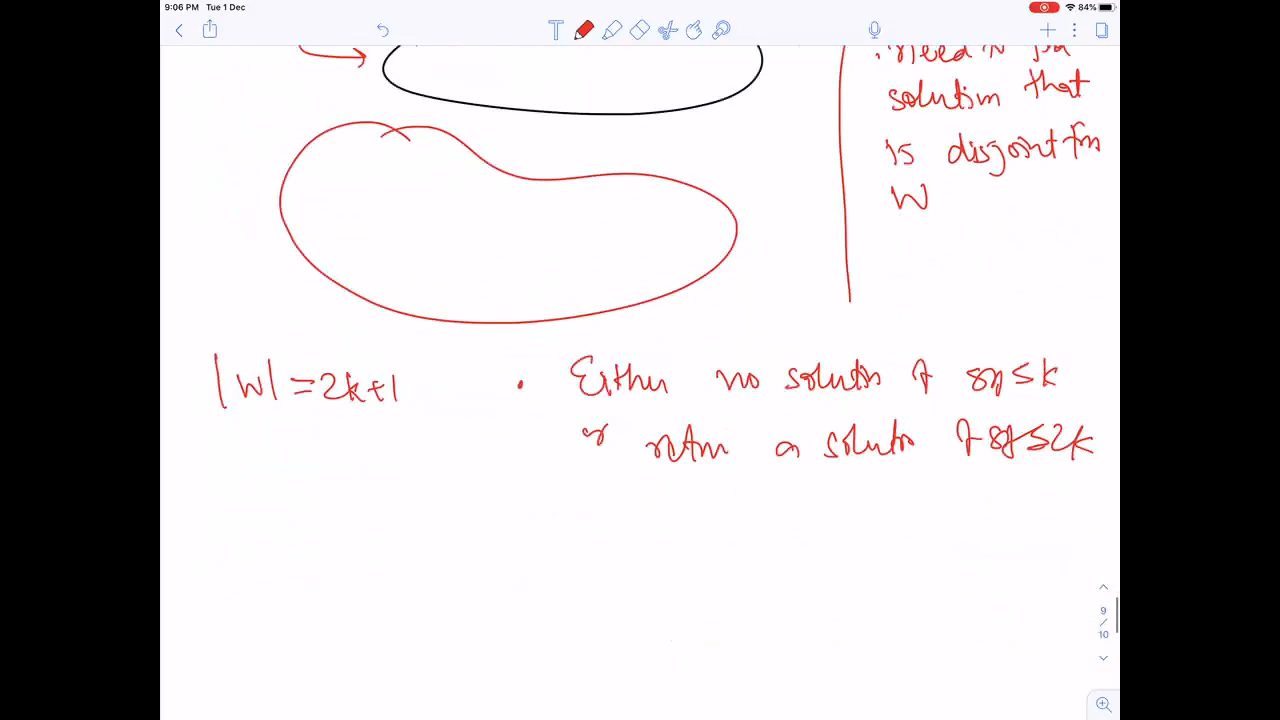 9:06 PM Tue 1 Dec
84%
T
solution that
is disjoint
W
|W| = 2k+1
• Either no solution of sz ≤ k
or return a solution of sz ≤ 2k
9
/
10